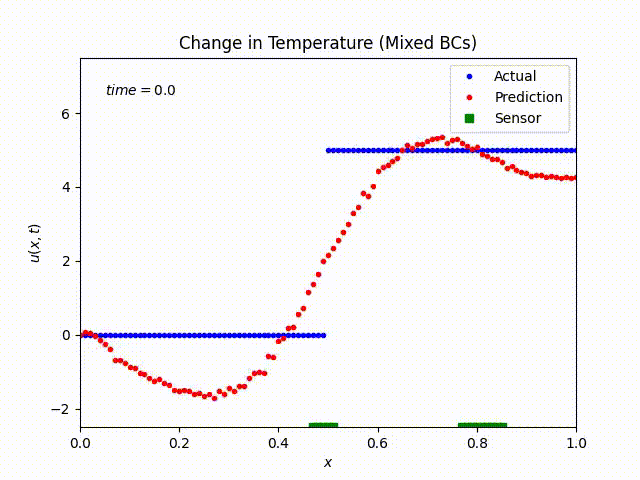 Change in Temperature (Mixed BCs)
time = 0.0
Actual
Prediction
Sensor
6
4
2
0
−2
u(x, t)
0.0 0.2 0.4 0.6 0.8 1.0
x